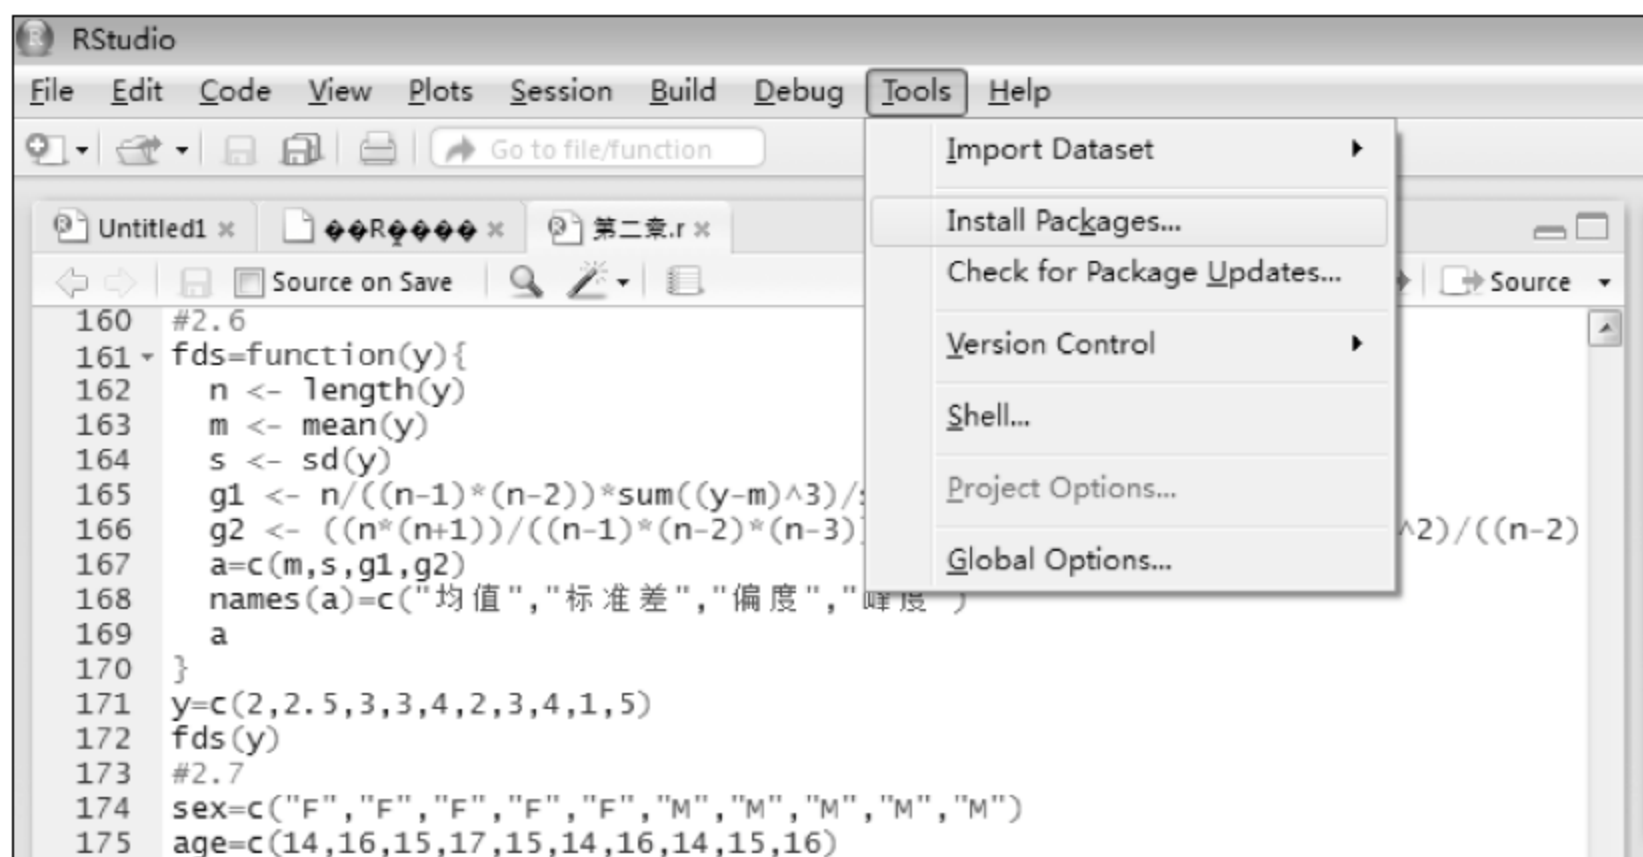 RStudio
File Edit Code View Plots Session Build Debug Tools Help
Go to file/function
Import Dataset
Install Packages...
Check for Package Updates...
Version Control
Shell...
Project Options...
Global Options...
Untitled1 ��R����� 第二章.r
Source on Save Source
160 #2.6
161 fds=function(y){
162 n <- length(y)
163 m <- mean(y)
164 s <- sd(y)
165 g1 <- n/((n-1)*(n-2))*sum((y-m)^3)/
166 g2 <- ((n*(n+1))/((n-1)*(n-2)*(n-3) ^2)/((n-2)
167 a=c(m,s,g1,g2)
168 names(a)=c("均值","标准差","偏度","峰度")
169 a
170 }
171 y=c(2,2.5,3,3,4,2,3,4,1,5)
172 fds(y)
173 #2.7
174 sex=c("F","F","F","F","F","M","M","M","M","M")
175 age=c(14,16,15,17,15,14,16,14,15,16)